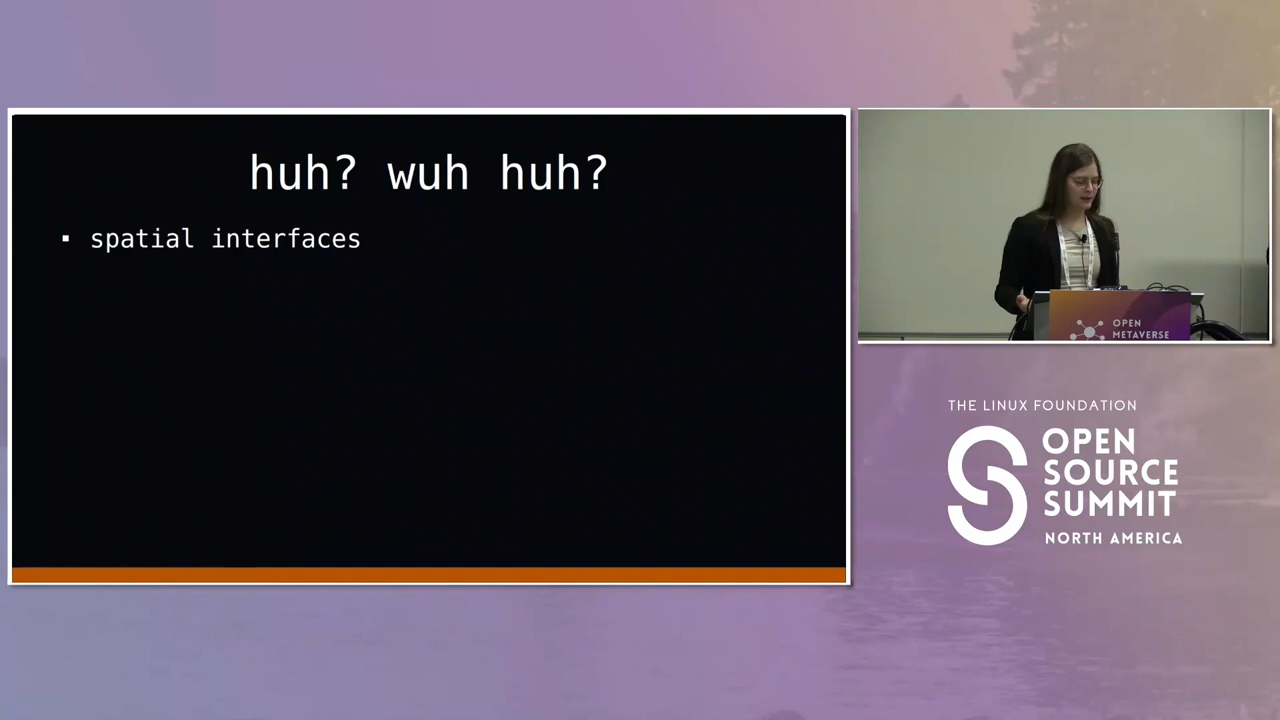 huh? wuh huh?
▪ spatial interfaces
OPEN
METAVERSE
THE LINUX FOUNDATION
OPEN
SOURCE
SUMMIT
NORTH AMERICA